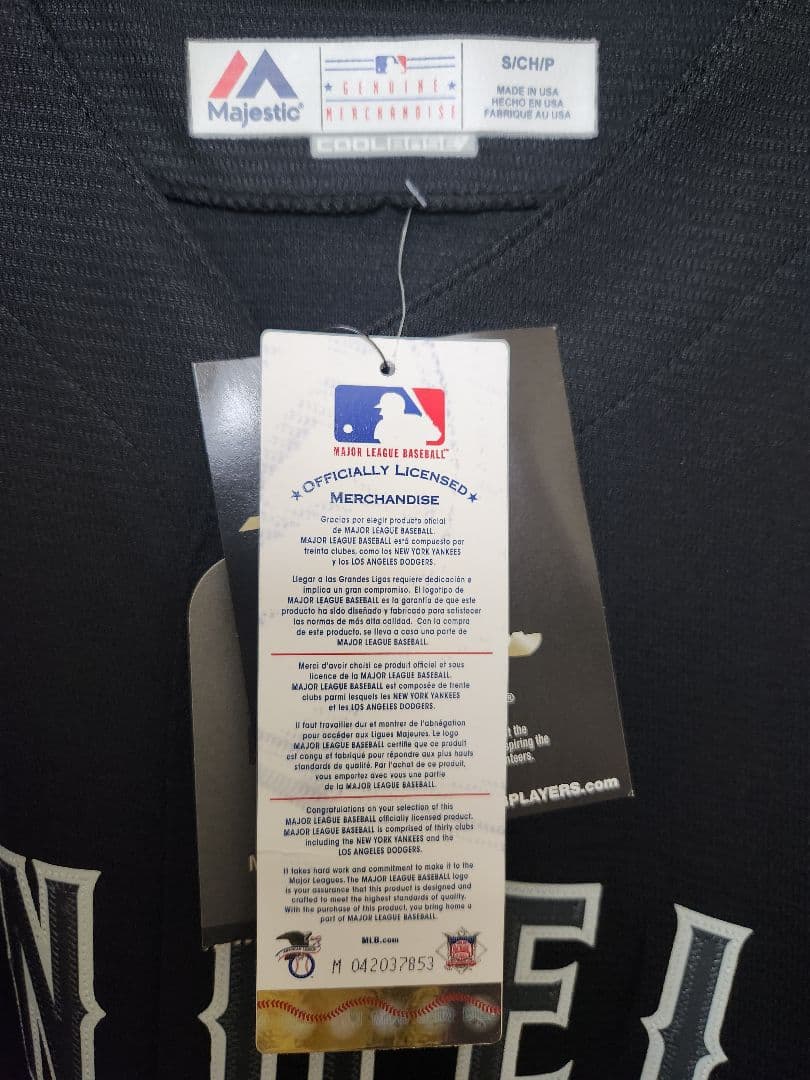 Majestic®
GENUINE
MERCHANDISE
S/CH/P
MADE IN USA
HECHO EN USA
FABRIQUE AU USA
COOLBASE
MAJOR LEAGUE BASEBALL™
OFFICIALLY LICENSED
MERCHANDISE
Gracias por elegir producto oficial
de MAJOR LEAGUE BASEBALL.
MAJOR LEAGUE BASEBALL está compuesto por
treinta clubes, como los NEW YORK YANKEES
y los LOS ANGELES DODGERS.
Llegar a las Grandes Ligas requiere dedicación e
implica un gran compromiso. El logotipo de
MAJOR LEAGUE BASEBALL es la garantía de que este
producto ha sido diseñado y fabricado para satisfacer
las normas de más alta calidad. Con la compra
de este producto, se lleva a casa una parte de
MAJOR LEAGUE BASEBALL.
Merci d'avoir choisi ce produit officiel et sous
licence de la MAJOR LEAGUE BASEBALL.
MAJOR LEAGUE BASEBALL est composée de trente
clubs parmi lesquels les NEW YORK YANKEES
et les LOS ANGELES DODGERS.
Il faut travailler dur et montrer de l'abnégation
pour accéder aux Ligues Majeures. Le logo
MAJOR LEAGUE BASEBALL certifie que ce produit
est conçu et fabriqué pour répondre aux plus hauts
standards de qualité. Par l'achat de ce produit,
vous emportez avec vous une partie
de la MAJOR LEAGUE BASEBALL.
Congratulations on your selection of this
MAJOR LEAGUE BASEBALL officially licensed product.
MAJOR LEAGUE BASEBALL is comprised of thirty clubs
including the NEW YORK YANKEES and the
LOS ANGELES DODGERS.
It takes hard work and commitment to make it to the
Major Leagues. The MAJOR LEAGUE BASEBALL logo
is your assurance that this product is designed and
crafted to meet the highest standards of quality.
With the purchase of this product, you bring home a
part of MAJOR LEAGUE BASEBALL.
MLB.com
M 042037853
®
the
the
PLAYERS.com
N
E